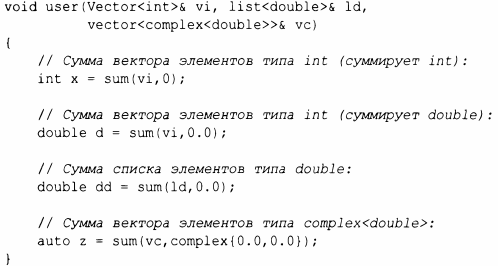 void user(Vector<int>& vi, list<double>& ld,
vector<complex<double>>& vc)
{
// Сумма вектора элементов типа int (суммирует int):
int x = sum(vi,0);
// Сумма вектора элементов типа int (суммирует double):
double d = sum(vi,0.0);
// Сумма списка элементов типа double:
double dd = sum(ld,0.0);
// Сумма вектора элементов типа complex<double>:
auto z = sum(vc,complex{0.0,0.0});
}